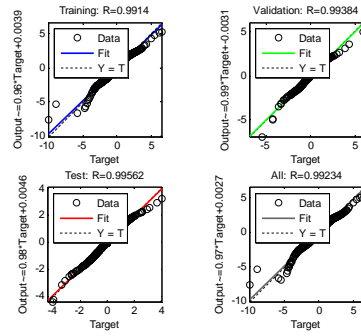 Training: R=0.9914
Output~=0.96*Target+0.0039
Data
Fit
Y = T
5
0
-5
-10
-10
-5
0
5
Target
Validation: R=0.99384
Output~=0.99*Target+-0.0031
Data
Fit
Y = T
5
0
-5
-5
0
5
Target
Test: R=0.99562
Output~=0.98*Target+0.0046
Data
Fit
Y = T
4
2
0
-2
-4
-4
-2
0
2
4
Target
All: R=0.99234
Output~=0.97*Target+0.0027
Data
Fit
Y = T
5
0
-5
-10
-10
-5
0
5
Target